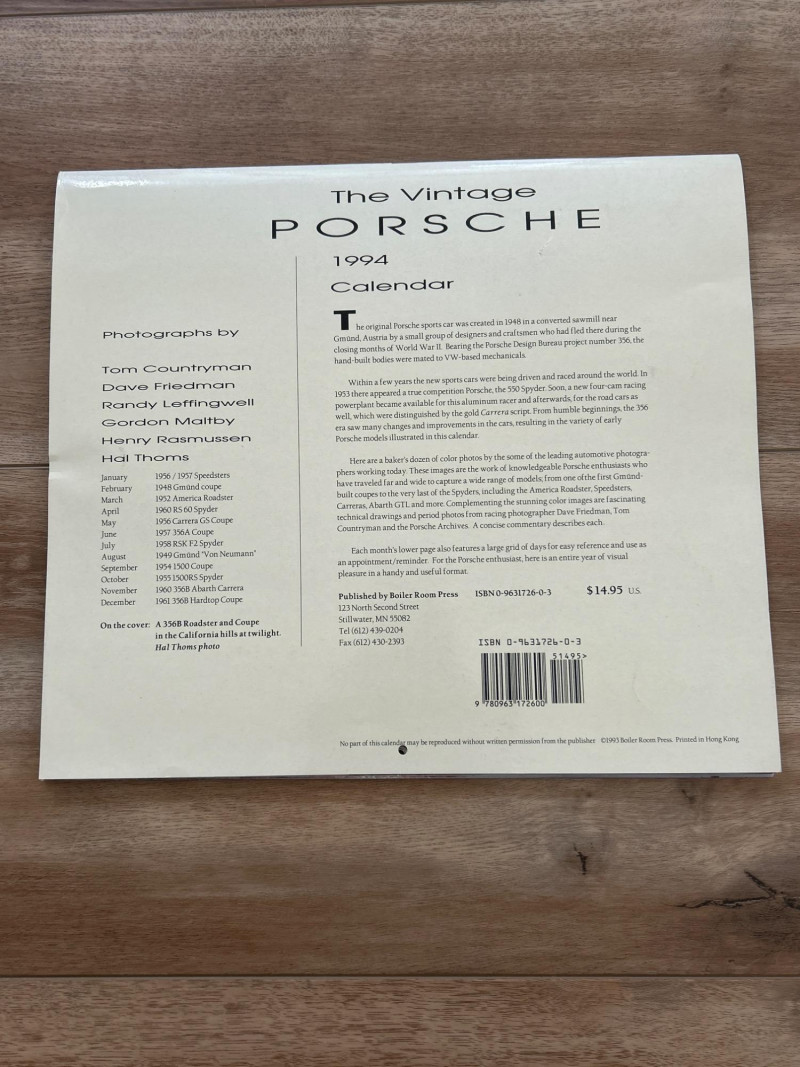 The Vintage
PORSCHE
1994
Calendar
Photographs by
Tom Countryman
Dave Friedman
Randy Leffingwell
Gordon Maltby
Henry Rasmussen
Hal Thoms
January 1956 / 1957 Speedsters
February 1948 Gmünd coupe
March 1952 America Roadster
April 1960 RS 60 Spyder
May 1956 Carrera GS Coupe
June 1957 356A Coupe
July 1958 RSK F2 Spyder
August 1949 Gmünd "Von Neumann"
September 1954 1500 Coupe
October 1955 1500RS Spyder
November 1960 356B Abarth Carrera
December 1961 356B Hardtop Coupe
On the cover: A 356B Roadster and Coupe
in the California hills at twilight.
Hal Thoms photo
The original Porsche sports car was created in 1948 in a converted sawmill near
Gmünd, Austria by a small group of designers and craftsmen who had fled there during the
closing months of World War II. Bearing the Porsche Design Bureau project number 356, the
hand-built bodies were mated to VW-based mechanicals.
Within a few years the new sports cars were being driven and raced around the world. In
1953 there appeared a true competition Porsche, the 550 Spyder. Soon, a new four-cam racing
powerplant became available for this aluminum racer and afterwards, for the road cars as
well, which were distinguished by the gold Carrera script. From humble beginnings, the 356
era saw many changes and improvements in the cars, resulting in the variety of early
Porsche models illustrated in this calendar.
Here are a baker's dozen of color photos by the some of the leading automotive photogra-
phers working today. These images are the work of knowledgeable Porsche enthusiasts who
have traveled far and wide to capture a wide range of models; from one of the first Gmünd-
built coupes to the very last of the Spyders, including the America Roadster, Speedsters,
Carreras, Abarth GTL and more. Complementing the stunning color images are fascinating
technical drawings and period photos from racing photographer Dave Friedman, Tom
Countryman and the Porsche Archives. A concise commentary describes each.
Each month's lower page also features a large grid of days for easy reference and use as
an appointment/reminder. For the Porsche enthusiast, here is an entire year of visual
pleasure in a handy and useful format.
Published by Boiler Room Press ISBN 0-9631726-0-3 $14.95 U.S.
123 North Second Street
Stillwater, MN 55082
Tel (612) 439-0204
Fax (612) 430-2393
ISBN 0-9631726-0-3
51495>
9 780963 172600
No part of this calendar may be reproduced without written permission from the publisher ©1993 Boiler Room Press. Printed in Hong Kong